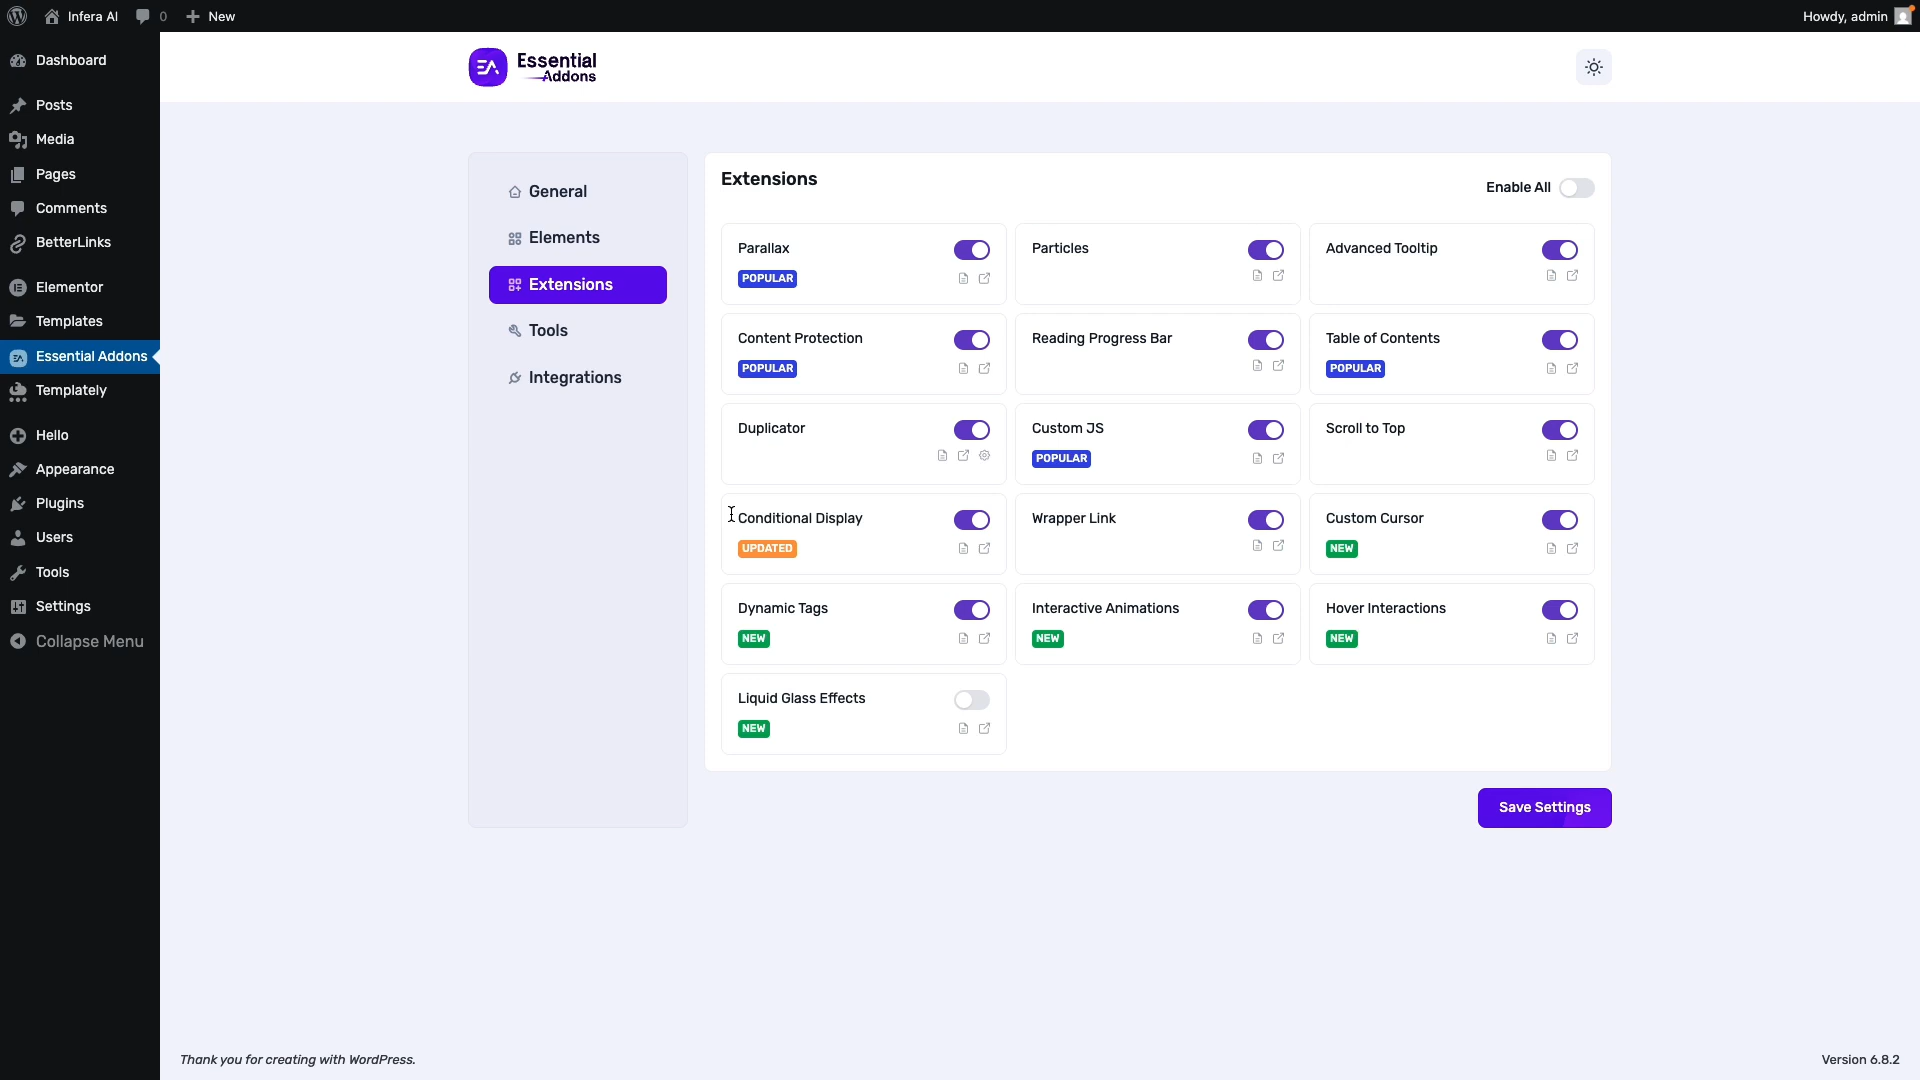 Infera AI
0
New
Howdy, admin
Dashboard
Posts
Media
Pages
Comments
BetterLinks
Elementor
Templates
Essential Addons
Templately
Hello
Appearance
Plugins
Users
Tools
Settings
Collapse Menu
EA
Essential
Addons
General
Elements
Extensions
Tools
Integrations
Extensions
Enable All
Parallax
POPULAR
Particles
Advanced Tooltip
Content Protection
POPULAR
Reading Progress Bar
Table of Contents
POPULAR
Duplicator
Custom JS
POPULAR
Scroll to Top
Conditional Display
UPDATED
Wrapper Link
Custom Cursor
NEW
Dynamic Tags
NEW
Interactive Animations
NEW
Hover Interactions
NEW
Liquid Glass Effects
NEW
Save Settings
Thank you for creating with WordPress.
Version 6.8.2